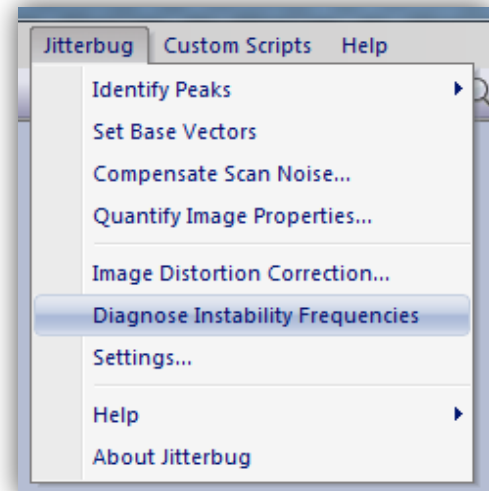 Jitterbug Custom Scripts Help
Identify Peaks
Set Base Vectors
Compensate Scan Noise...
Quantify Image Properties...
Image Distortion Correction...
Diagnose Instability Frequencies
Settings...
Help
About Jitterbug